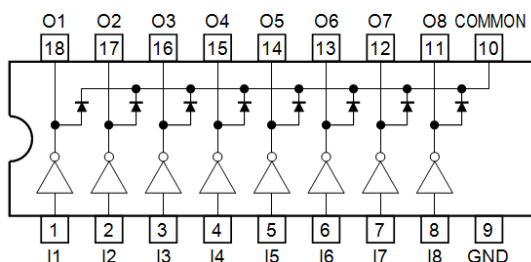 O1 O2 O3 O4 O5 O6 O7 O8 COMMON
18 17 16 15 14 13 12 11 10
1 2 3 4 5 6 7 8 9
I1 I2 I3 I4 I5 I6 I7 I8 GND